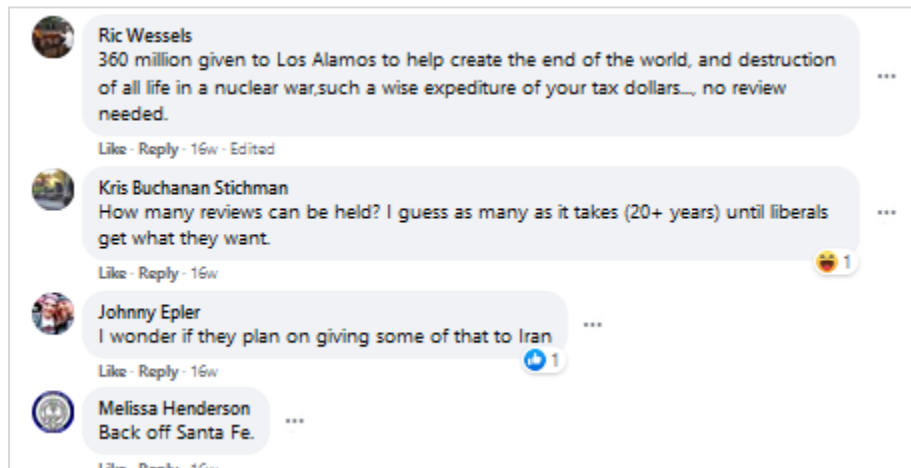 Ric Wessels
360 million given to Los Alamos to help create the end of the world, and destruction
of all life in a nuclear war,such a wise expediture of your tax dollars..., no review
needed.
Like · Reply · 16w · Edited
Kris Buchanan Stichman
How many reviews can be held? I guess as many as it takes (20+ years) until liberals
get what they want.
1
Like · Reply · 16w
Johnny Epler
I wonder if they plan on giving some of that to Iran
1
Like · Reply · 16w
Melissa Henderson
Back off Santa Fe.
Like · Reply · 16w